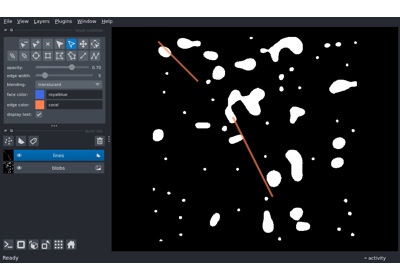 File View Layers Plugins Window Help
opacity: 0.70
edge width: 5
blending: translucent
face color: royalblue
edge color: coral
display text: ✓
lines
blobs
Ready
activity